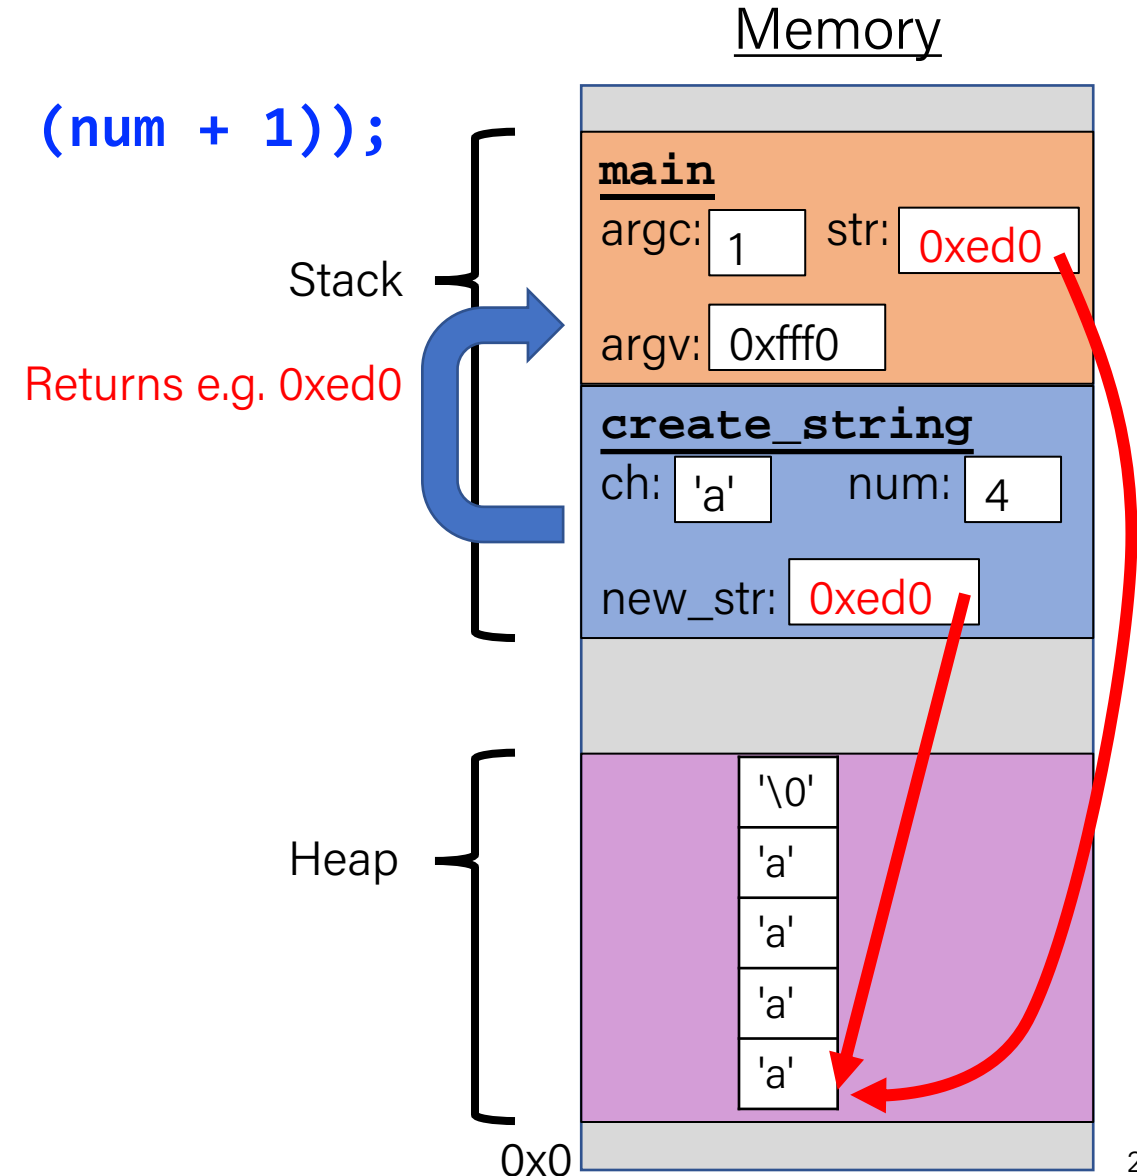 Memory
(num + 1));
main
argc: 1 str: 0xed0
Stack
argv: 0xfff0
Returns e.g. 0xed0
create_string
ch: 'a' num: 4
new_str: 0xed0
'\0'
Heap
'a'
'a'
'a'
'a'
0x0
2